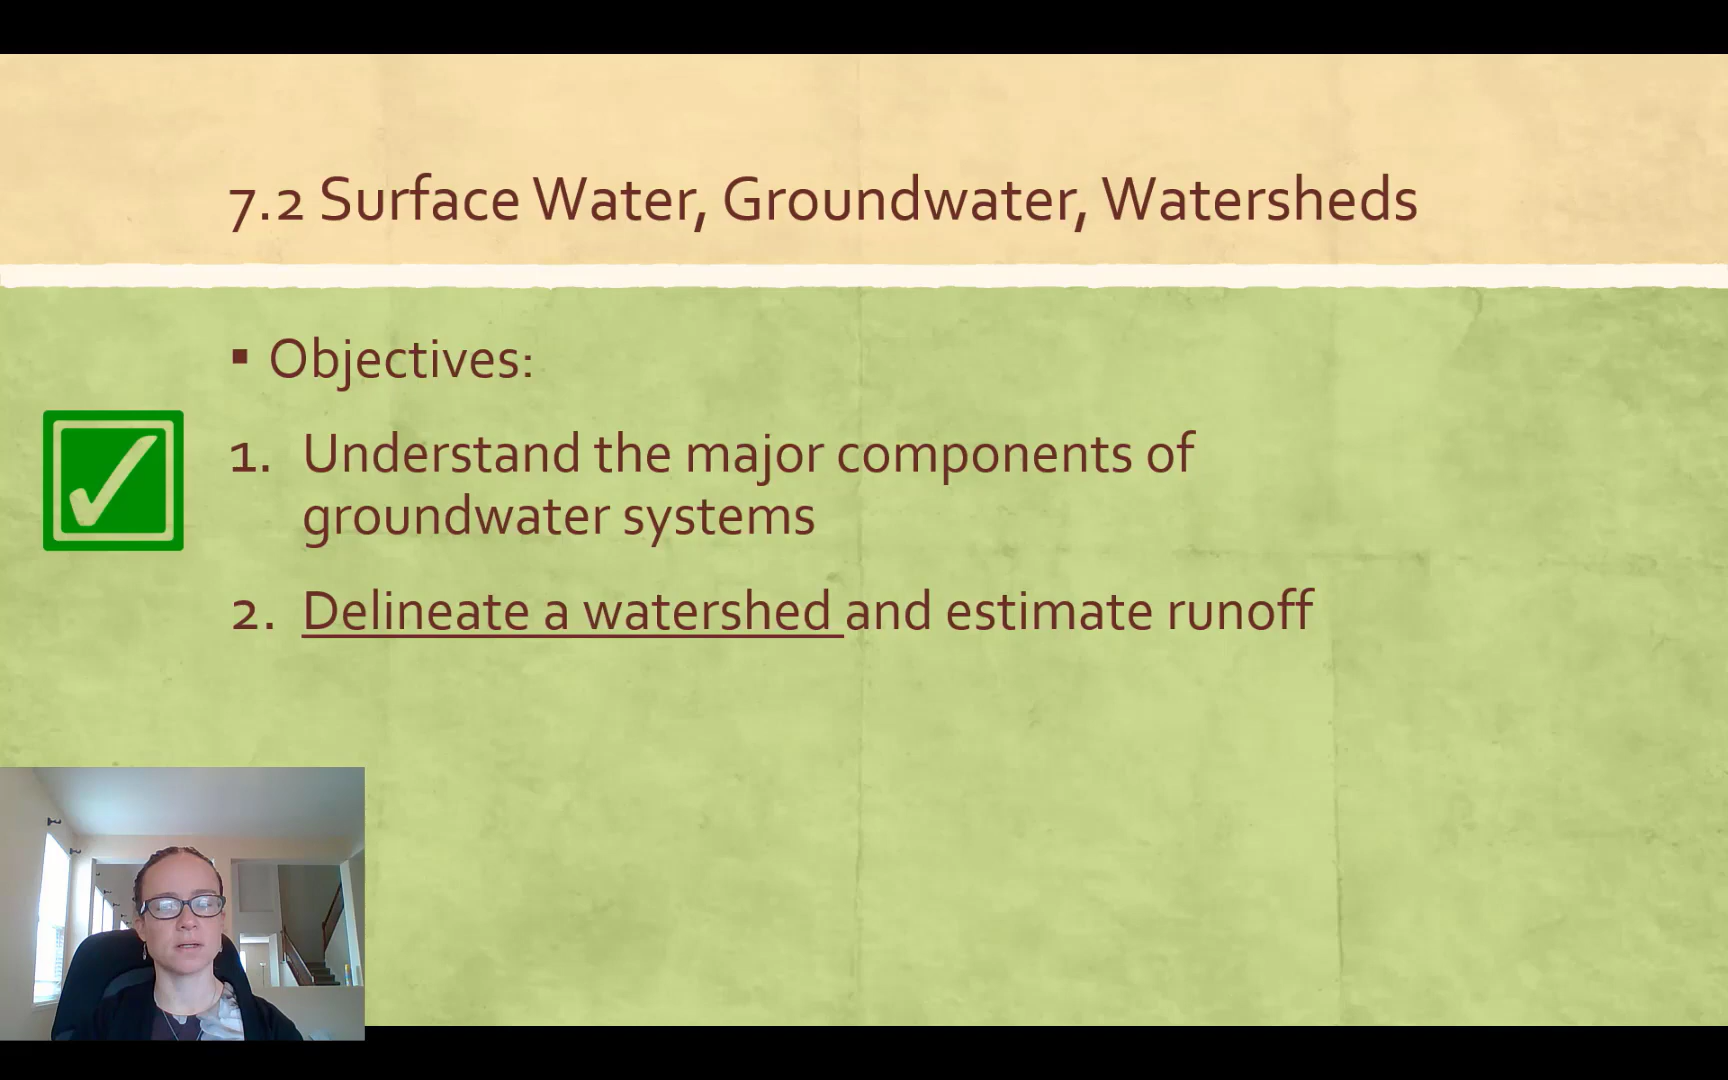 7.2 Surface Water, Groundwater, Watersheds
▪ Objectives:
1. Understand the major components of
groundwater systems
2. Delineate a watershed and estimate runoff